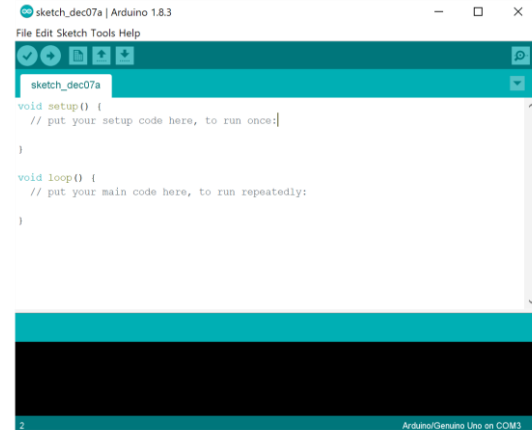 sketch_dec07a | Arduino 1.8.3
File Edit Sketch Tools Help
sketch_dec07a
void setup() {
// put your setup code here, to run once:
}
void loop() {
// put your main code here, to run repeatedly:
}
2 Arduino/Genuino Uno on COM3